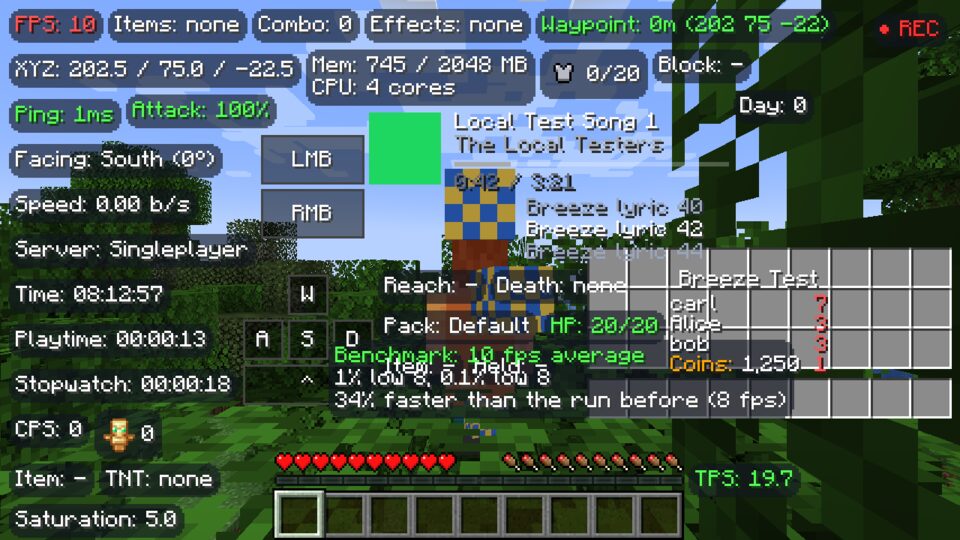 FPS: 10
Items: none
Combo: 0
Effects: none
Waypoint: 0m (202 75 -22)
REC
XYZ: 202.5 / 75.0 / -22.5
Mem: 745 / 2048 MB
CPU: 4 cores
0/20
Block: -
Day: 0
Ping: 1ms
Attack: 100%
Local Test Song 1
The Local Testers
0:42 / 3:21
Facing: South (0°)
LMB
RMB
Breeze lyric 40
Breeze lyric 42
Breeze lyric 44
Speed: 0.00 b/s
Server: Singleplayer
Reach: -
Death: none
Breeze Test
carl 7
Alice 3
bob 3
Coins: 1,250 1
Time: 08:12:57
W
Playtime: 00:00:13
A
S
D
Pack: Default
HP: 20/20
Benchmark: 10 fps average
Item: -
Held: -
1% low 8, 0.1% low 8
34% faster than the run before (8 fps)
Stopwatch: 00:00:18
^
CPS: 0
0
Item: -
TNT: none
TPS: 19.7
Saturation: 5.0